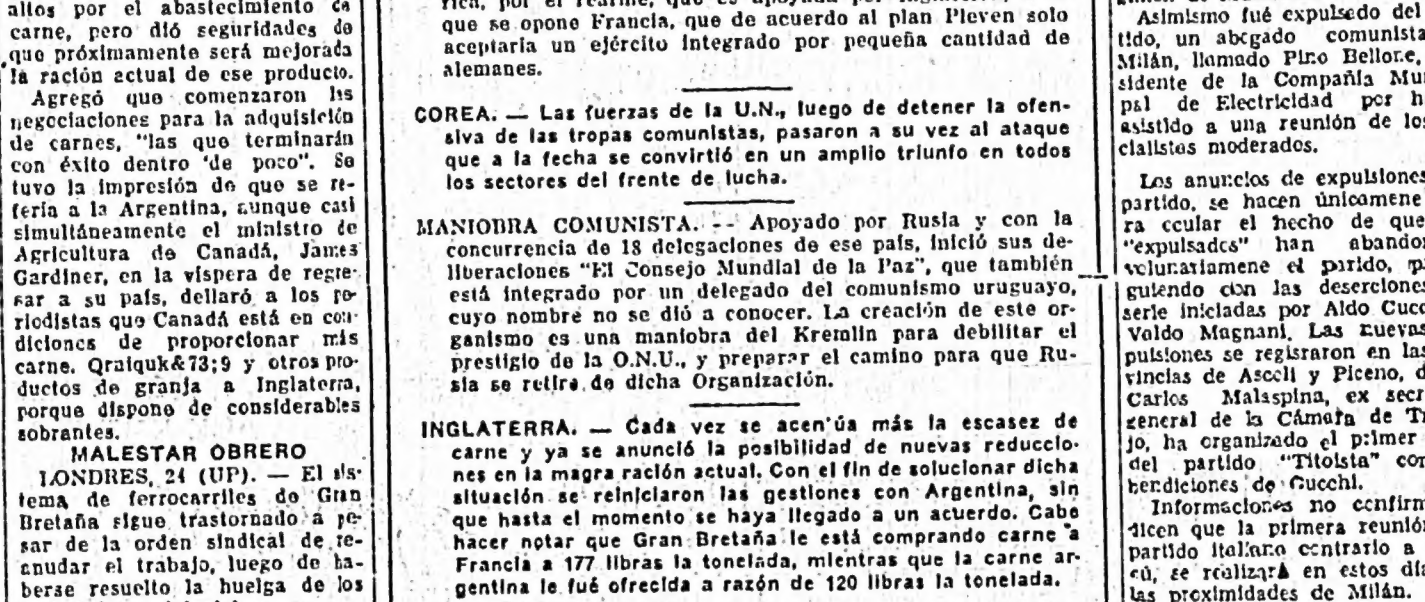 altos por el abastecimiento de
carne, pero dió seguridades de
que próximamente será mejorada
la ración actual de ese producto.
Agregó que comenzaron las
negociaciones para la adquisición
de carnes, "las que terminarán
con éxito dentro 'de poco". Se
tuvo la impresión de que se re-
fería a la Argentina, aunque casi
simultáneamente el ministro de
Agricultura de Canadá, James
Gardiner, en la víspera de regre-
sar a su país, dellaró a los pe-
riodistas que Canadá está en con-
diciones de proporcionar más
carne. Qraiquk&73;9 y otros pro-
ductos de granja a Inglaterra,
porque dispone de considerables
sobrantes.
MALESTAR OBRERO
LONDRES, 24 (UP). — El sis-
tema de ferrocarriles de Gran
Bretaña sigue trastornado a pe-
sar de la orden sindical de re-
anudar el trabajo, luego de ha-
berse resuelto la huelga de los
que se opone Francia, que de acuerdo al plan Pleven solo
aceptaría un ejército integrado por pequeña cantidad de
alemanes.
COREA. — Las fuerzas de la U.N., luego de detener la ofen-
siva de las tropas comunistas, pasaron a su vez al ataque
que a la fecha se convirtió en un amplio triunfo en todos
los sectores del frente de lucha.
MANIOBRA COMUNISTA. -- Apoyado por Rusia y con la
concurrencia de 18 delegaciones de ese país, inició sus de-
liberaciones "El Consejo Mundial de la Paz", que también
está integrado por un delegado del comunismo uruguayo,
cuyo nombre no se dió a conocer. La creación de este or-
ganismo es una maniobra del Kremlin para debilitar el
prestigio de la O.N.U., y preparar el camino para que Ru-
sia se retire de dicha Organización.
INGLATERRA. — Cada vez se acen'úa más la escasez de
carne y ya se anunció la posibilidad de nuevas reduccio-
nes en la magra ración actual. Con el fin de solucionar dicha
situación se reiniciaron las gestiones con Argentina, sin
que hasta el momento se haya llegado a un acuerdo. Cabe
hacer notar que Gran Bretaña le está comprando carne a
Francia a 177 libras la tonelada, mientras que la carne ar-
gentina le fué ofrecida a razón de 120 libras la tonelada.
Asimismo fué expulsado del
tido, un abogado comunista
Milán, llamado Pino Bellone,
sidente de la Compañía Mu
pal de Electricidad por h
asistido a una reunión de los
cialistas moderados.
Los anuncios de expulsiones
partido, se hacen únicamene
ra ocular el hecho de que
"expulsados" han abando
volunariamene el parido, p
guiendo con las desercione
serie iniciadas por Aldo Cuc
Valdo Magnani. Las nuevas
pulsiones se regisraron en las
vincias de Ascoli y Piceno, d
Carlos Malaspina, ex secr
general de la Cámara de T
jo, ha organizado el primer
del partido "Titoista" con
bendiciones de Cucchi.
Informaciones no confirm
dicen que la primera reunión
partido italiano contrario a
cú, se realizará en estos día
las proximidades de Milán.